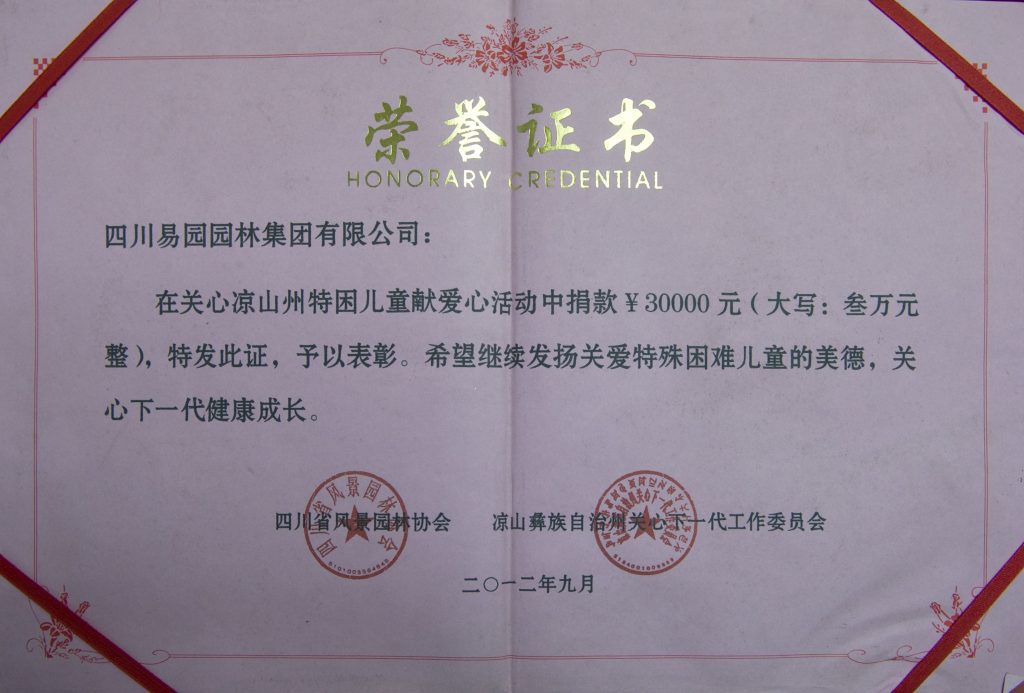 荣誉证书
HONORARY CREDENTIAL
四川易园园林集团有限公司：
在关心凉山州特困儿童献爱心活动中捐款￥30000元（大写：叁万元
整），特发此证，予以表彰。希望继续发扬关爱特殊困难儿童的美德，关
心下一代健康成长。
四川省风景园林协会 凉山彝族自治州关心下一代工作委员会
二〇一二年九月